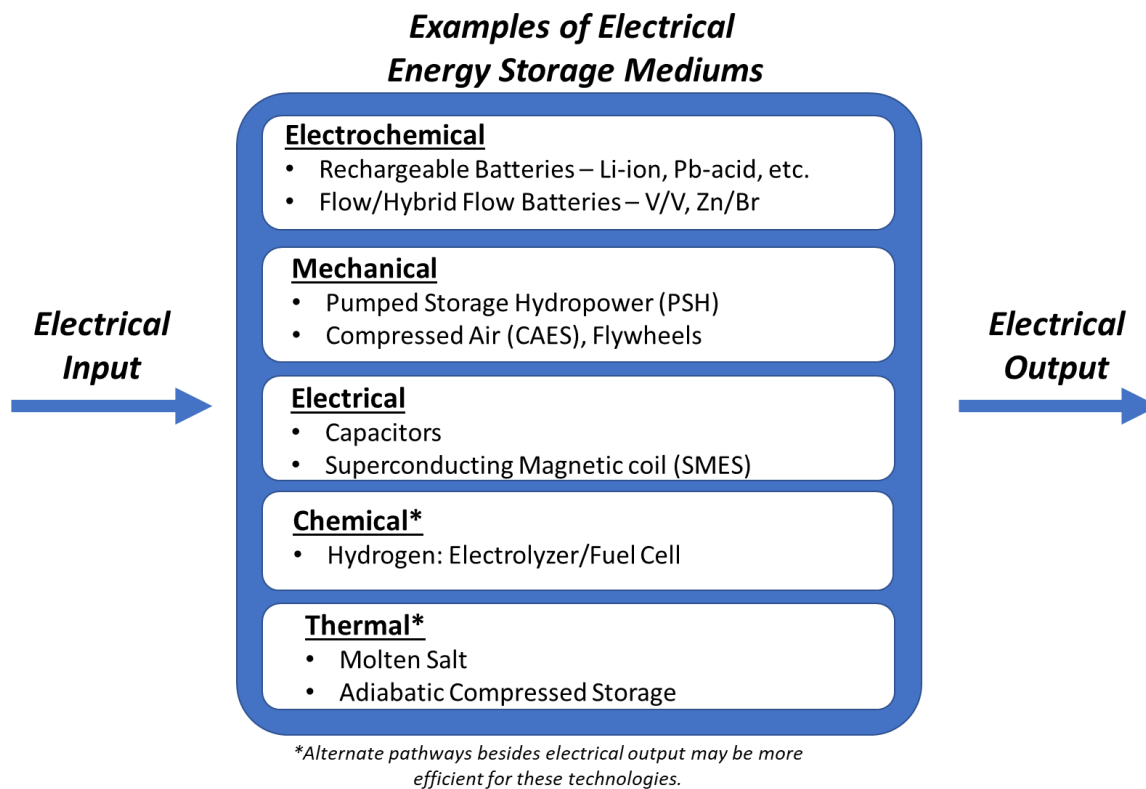 Examples of Electrical
Energy Storage Mediums
Electrochemical
• Rechargeable Batteries – Li-ion, Pb-acid, etc.
• Flow/Hybrid Flow Batteries – V/V, Zn/Br
Mechanical
• Pumped Storage Hydropower (PSH)
• Compressed Air (CAES), Flywheels
Electrical
Input
Electrical
Output
Electrical
• Capacitors
• Superconducting Magnetic coil (SMES)
Chemical*
• Hydrogen: Electrolyzer/Fuel Cell
Thermal*
• Molten Salt
• Adiabatic Compressed Storage
*Alternate pathways besides electrical output may be more
efficient for these technologies.